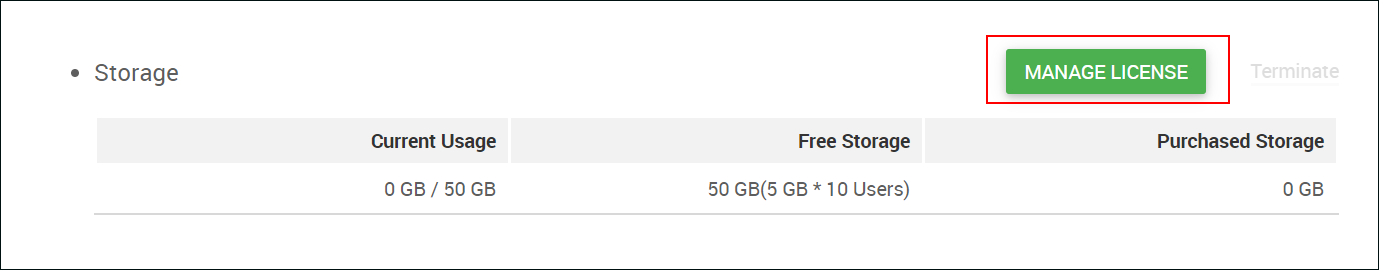 • Storage
MANAGE LICENSE
Terminate
Current Usage Free Storage Purchased Storage
0 GB / 50 GB 50 GB(5 GB * 10 Users) 0 GB